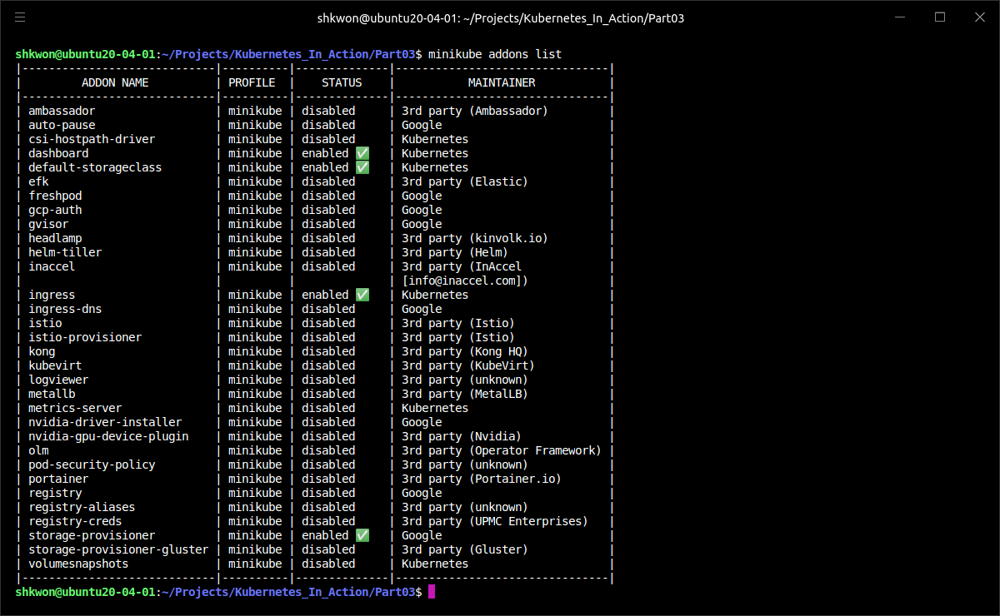 shkwon@ubuntu20-04-01: ~/Projects/Kubernetes_In_Action/Part03
shkwon@ubuntu20-04-01:~/Projects/Kubernetes_In_Action/Part03$ minikube addons list
|-----------------------------|----------|--------------|--------------------------------|
|         ADDON NAME          | PROFILE  |    STATUS    |           MAINTAINER           |
|-----------------------------|----------|--------------|--------------------------------|
| ambassador                  | minikube | disabled     | 3rd party (Ambassador)         |
| auto-pause                  | minikube | disabled     | Google                         |
| csi-hostpath-driver         | minikube | disabled     | Kubernetes                     |
| dashboard                   | minikube | enabled ✅   | Kubernetes                     |
| default-storageclass        | minikube | enabled ✅   | Kubernetes                     |
| efk                         | minikube | disabled     | 3rd party (Elastic)            |
| freshpod                    | minikube | disabled     | Google                         |
| gcp-auth                    | minikube | disabled     | Google                         |
| gvisor                      | minikube | disabled     | Google                         |
| headlamp                    | minikube | disabled     | 3rd party (kinvolk.io)         |
| helm-tiller                 | minikube | disabled     | 3rd party (Helm)               |
| inaccel                     | minikube | disabled     | 3rd party (InAccel             |
|                             |          |              | [info@inaccel.com])            |
| ingress                     | minikube | enabled ✅   | Kubernetes                     |
| ingress-dns                 | minikube | disabled     | Google                         |
| istio                       | minikube | disabled     | 3rd party (Istio)              |
| istio-provisioner           | minikube | disabled     | 3rd party (Istio)              |
| kong                        | minikube | disabled     | 3rd party (Kong HQ)            |
| kubevirt                    | minikube | disabled     | 3rd party (KubeVirt)           |
| logviewer                   | minikube | disabled     | 3rd party (unknown)            |
| metallb                     | minikube | disabled     | 3rd party (MetalLB)            |
| metrics-server              | minikube | disabled     | Kubernetes                     |
| nvidia-driver-installer     | minikube | disabled     | Google                         |
| nvidia-gpu-device-plugin    | minikube | disabled     | 3rd party (Nvidia)             |
| olm                         | minikube | disabled     | 3rd party (Operator Framework) |
| pod-security-policy         | minikube | disabled     | 3rd party (unknown)            |
| portainer                   | minikube | disabled     | 3rd party (Portainer.io)       |
| registry                    | minikube | disabled     | Google                         |
| registry-aliases            | minikube | disabled     | 3rd party (unknown)            |
| registry-creds              | minikube | disabled     | 3rd party (UPMC Enterprises)   |
| storage-provisioner         | minikube | enabled ✅   | Google                         |
| storage-provisioner-gluster | minikube | disabled     | 3rd party (Gluster)            |
| volumesnapshots             | minikube | disabled     | Kubernetes                     |
|-----------------------------|----------|--------------|--------------------------------|
shkwon@ubuntu20-04-01:~/Projects/Kubernetes_In_Action/Part03$